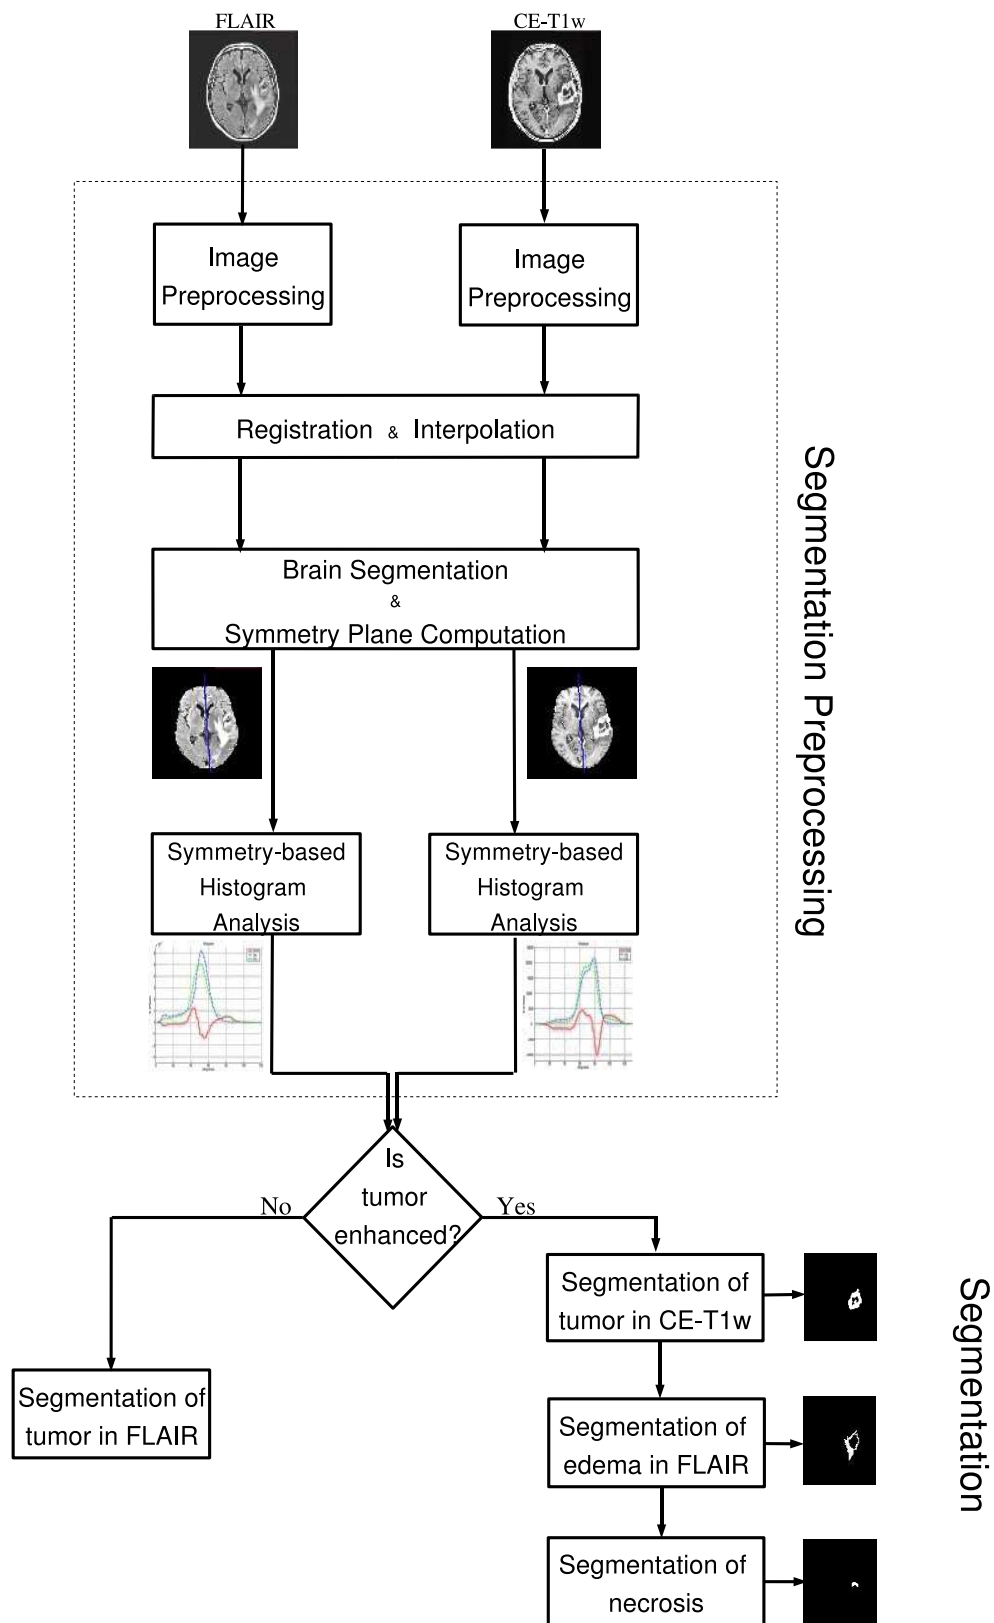 FLAIR
CE-T1w
Image
Preprocessing
Image
Preprocessing
Registration & Interpolation
Brain Segmentation
&
Symmetry Plane Computation
Symmetry-based
Histogram
Analysis
Symmetry-based
Histogram
Analysis
Segmentation Preprocessing
Is
tumor
enhanced?
No
Yes
Segmentation of
tumor in CE-T1w
Segmentation of
tumor in FLAIR
Segmentation of
edema in FLAIR
Segmentation of
necrosis
Segmentation